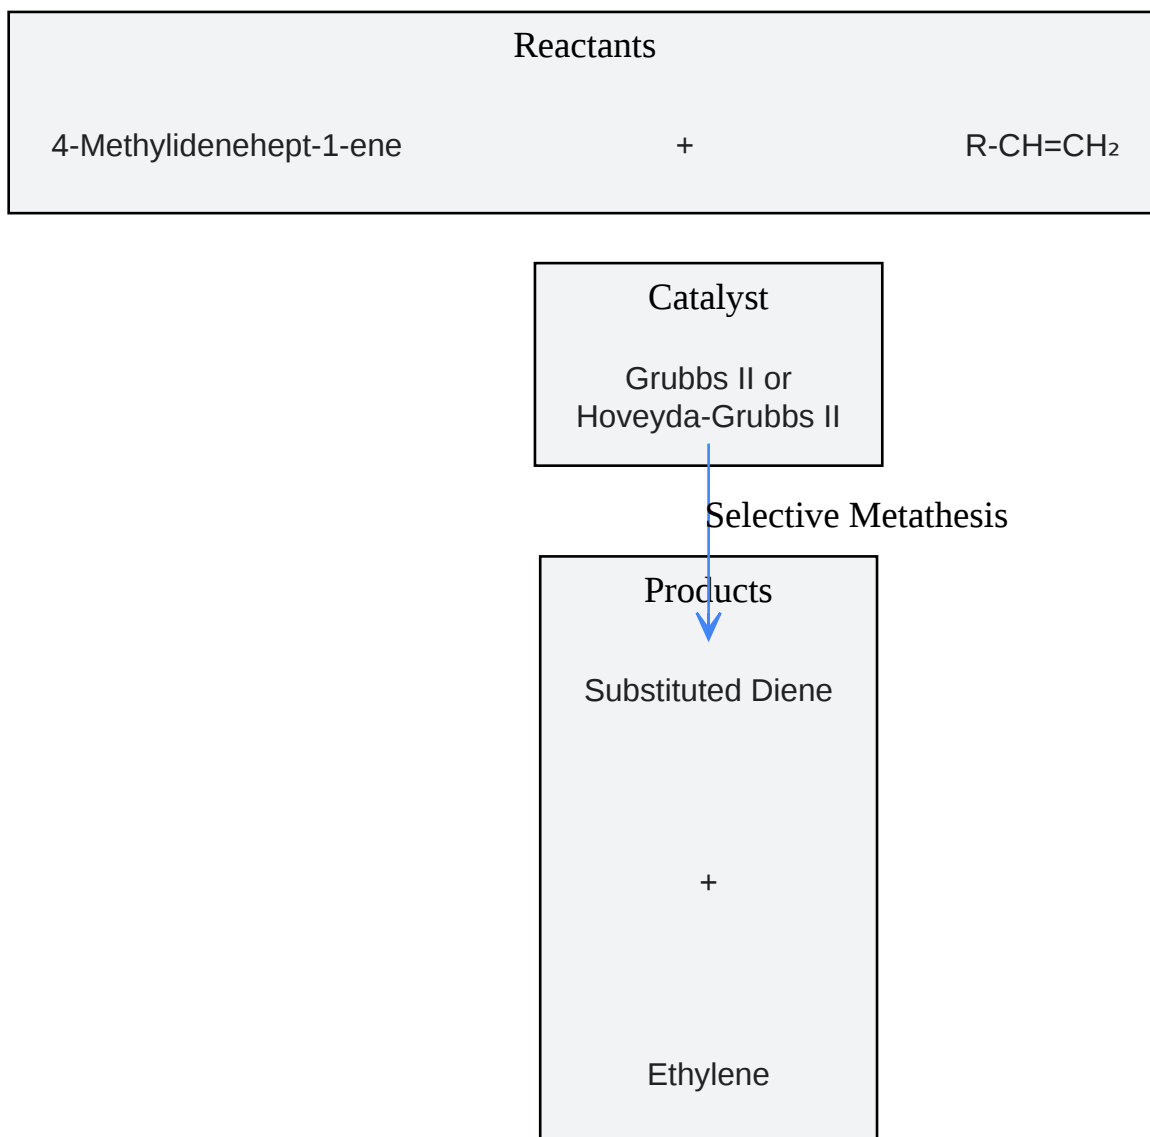 Reactants
4-Methylidenehept-1-ene + R-CH=CH₂
Catalyst
Grubbs II or
Hoveyda-Grubbs II
Selective Metathesis
Products
Substituted Diene
+
Ethylene